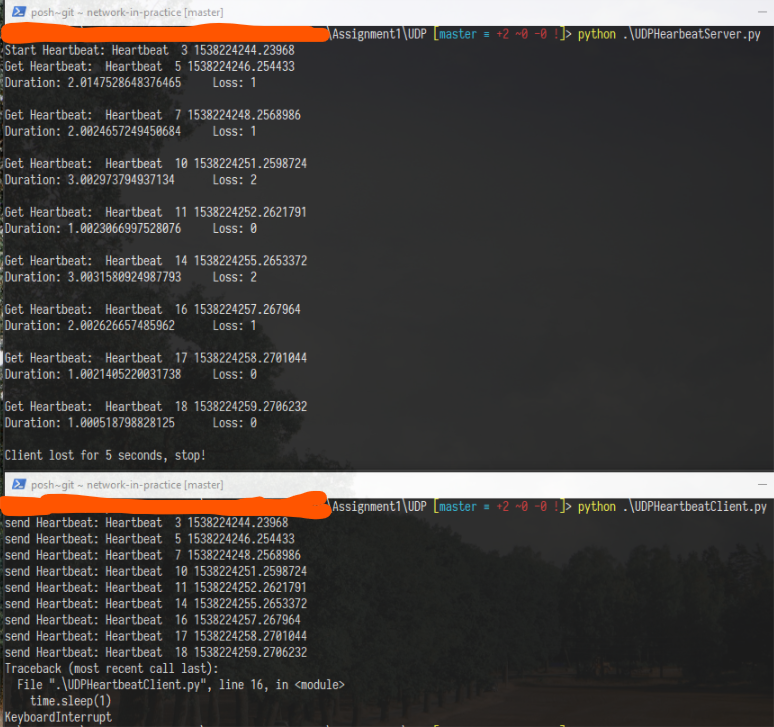 posh~git ~ network-in-practice [master]
\Assignment1\UDP [master ≡ +2 ~0 -0 !]> python .\UDPHearbeatServer.py
Start Heartbeat: Heartbeat  3 1538224244.23968
Get Heartbeat:  Heartbeat  5 1538224246.254433
Duration: 2.0147528648376465     Loss: 1
Get Heartbeat:  Heartbeat  7 1538224248.2568986
Duration: 2.0024657249450684     Loss: 1
Get Heartbeat:  Heartbeat  10 1538224251.2598724
Duration: 3.002973794937134      Loss: 2
Get Heartbeat:  Heartbeat  11 1538224252.2621791
Duration: 1.0023066997528076     Loss: 0
Get Heartbeat:  Heartbeat  14 1538224255.2653372
Duration: 3.0031580924987793     Loss: 2
Get Heartbeat:  Heartbeat  16 1538224257.267964
Duration: 2.002626657485962      Loss: 1
Get Heartbeat:  Heartbeat  17 1538224258.2701044
Duration: 1.0021405220031738     Loss: 0
Get Heartbeat:  Heartbeat  18 1538224259.2706232
Duration: 1.000518798828125      Loss: 0
Client lost for 5 seconds, stop!
posh~git ~ network-in-practice [master]
Assignment1\UDP [master ≡ +2 ~0 -0 !]> python .\UDPHeartbeatClient.py
send Heartbeat: Heartbeat  3 1538224244.23968
send Heartbeat: Heartbeat  5 1538224246.254433
send Heartbeat: Heartbeat  7 1538224248.2568986
send Heartbeat: Heartbeat  10 1538224251.2598724
send Heartbeat: Heartbeat  11 1538224252.2621791
send Heartbeat: Heartbeat  14 1538224255.2653372
send Heartbeat: Heartbeat  16 1538224257.267964
send Heartbeat: Heartbeat  17 1538224258.2701044
send Heartbeat: Heartbeat  18 1538224259.2706232
Traceback (most recent call last):
  File ".\UDPHeartbeatClient.py", line 16, in <module>
    time.sleep(1)
KeyboardInterrupt